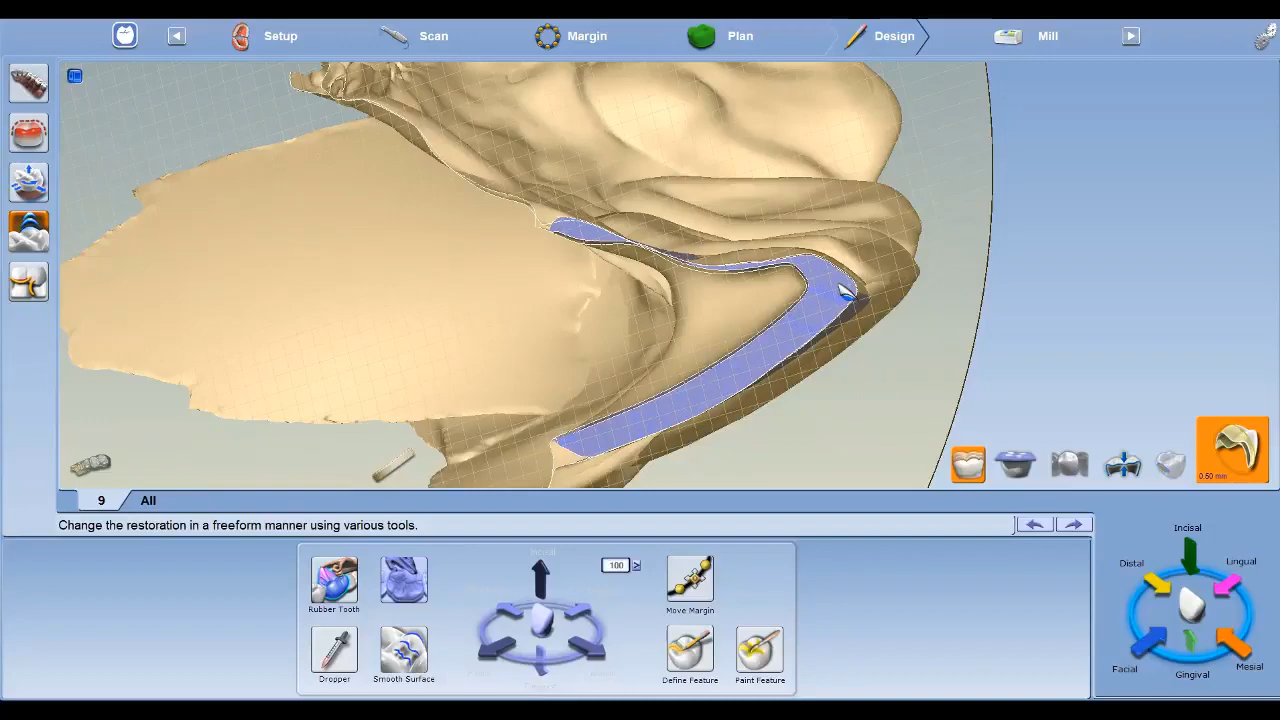 Setup Scan Margin Plan Design Mill
0.50 mm
9 All
Change the restoration in a freeform manner using various tools.
Incisal
Distal Lingual
Facial Mesial
Gingival
Incisal
100
Rubber Tooth
Move Margin
Dropper Smooth Surface
Define Feature Paint Feature